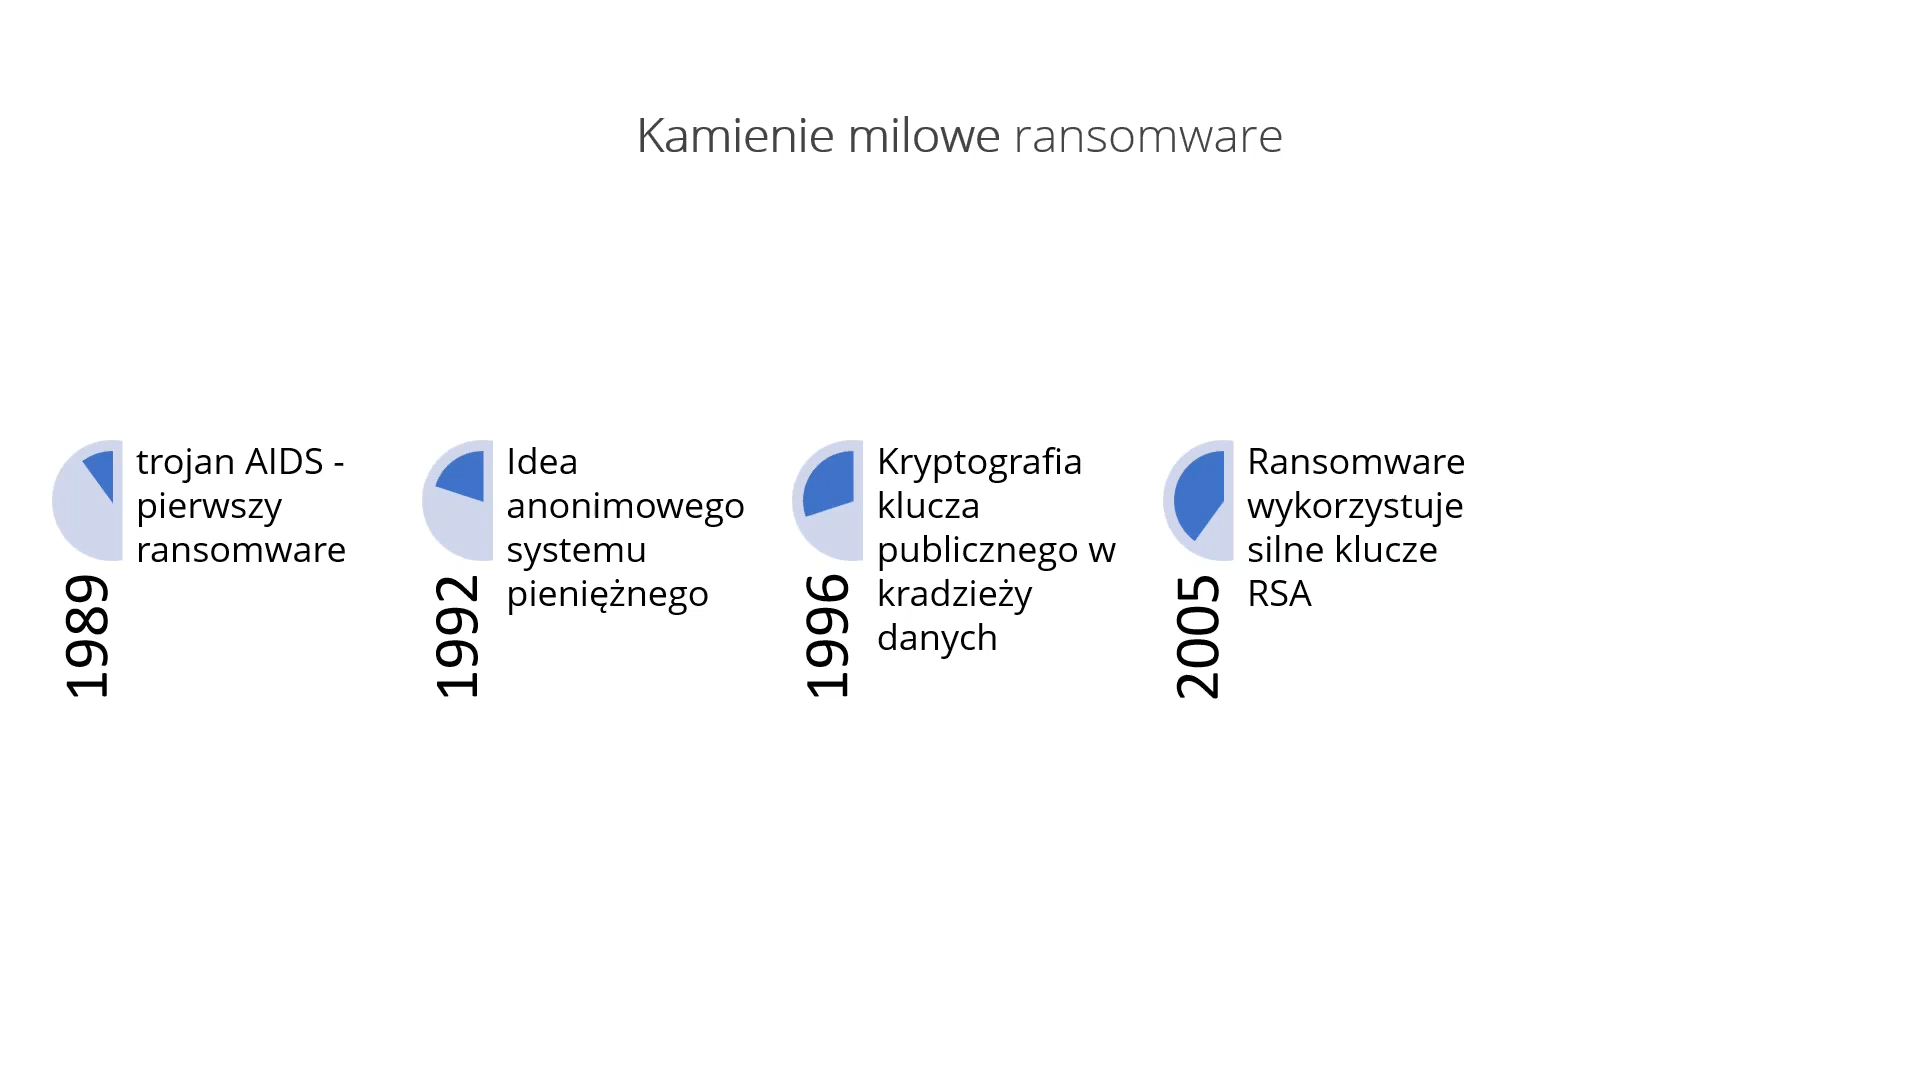 Kamienie milowe ransomware
1989
trojan AIDS -
pierwszy
ransomware
1992
Idea
anonimowego
systemu
pieniężnego
1996
Kryptografia
klucza
publicznego w
kradzieży
danych
2005
Ransomware
wykorzystuje
silne klucze
RSA